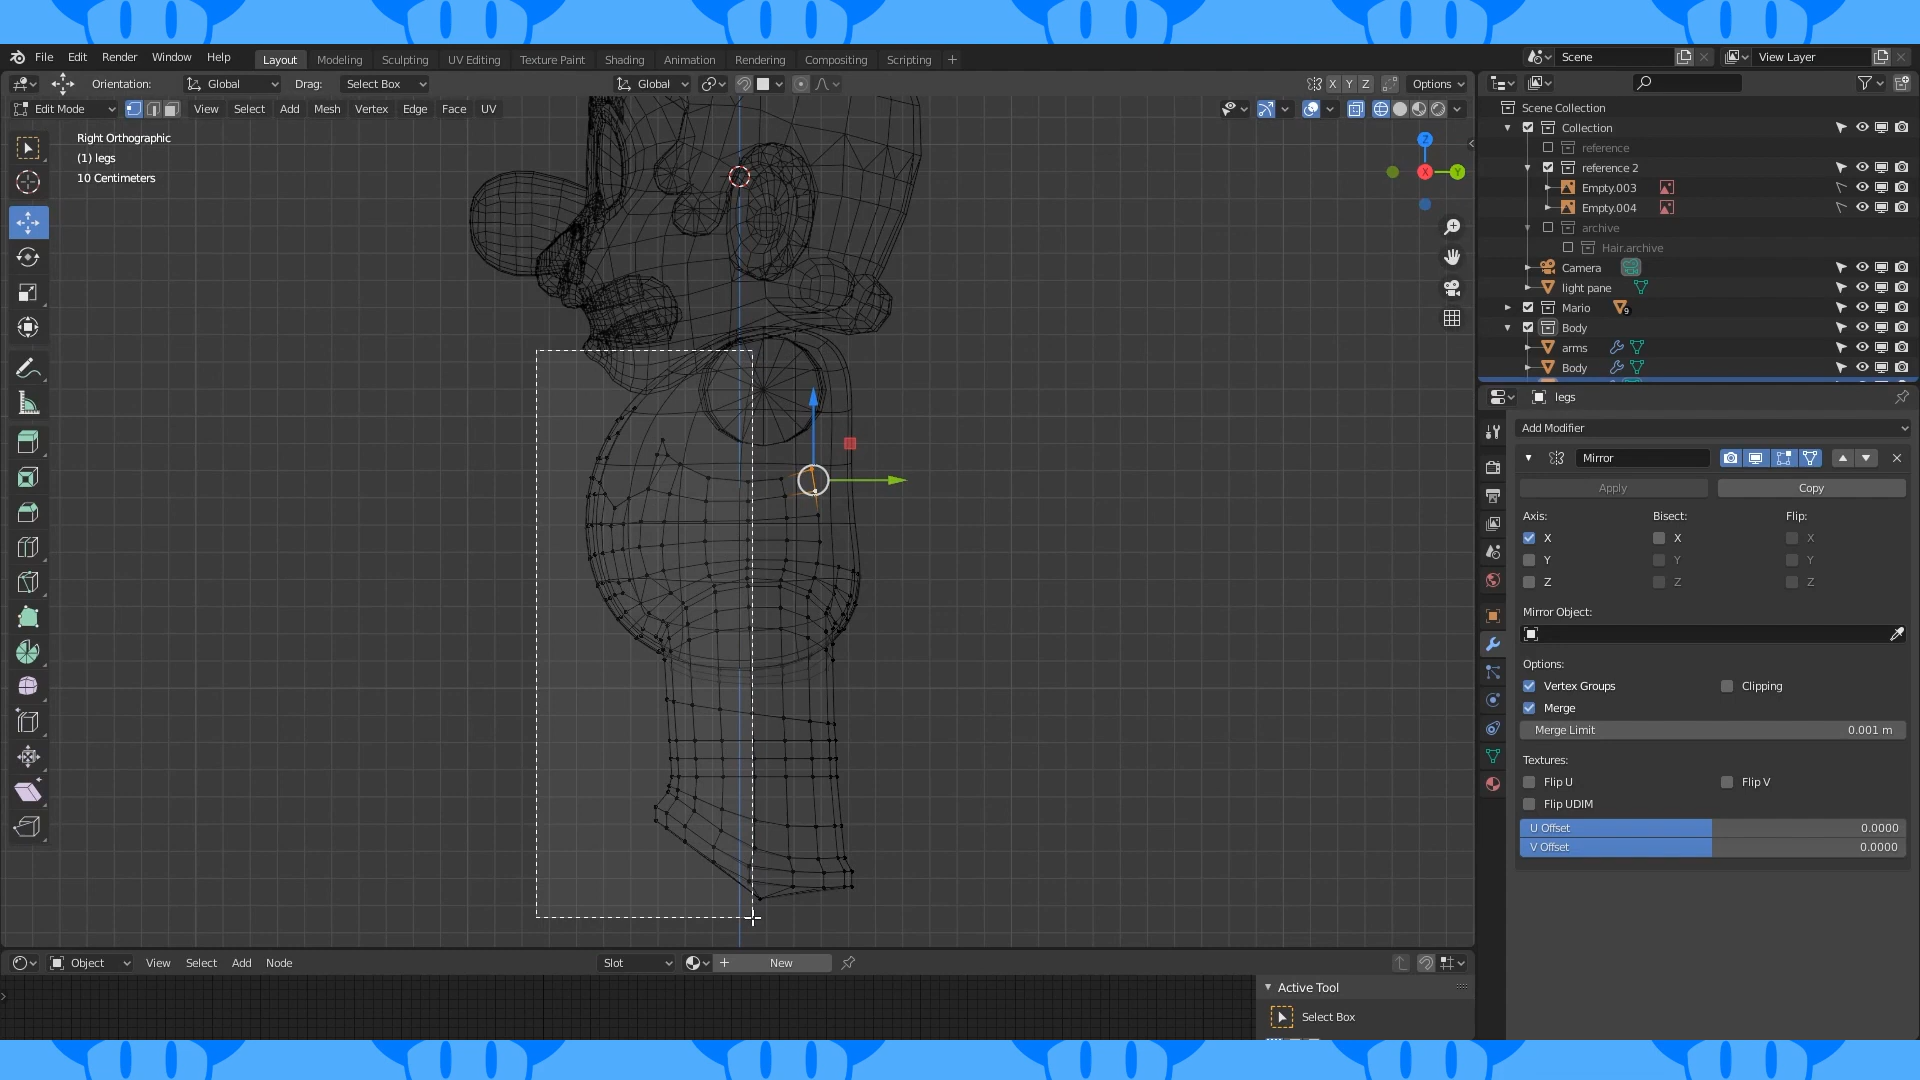 File Edit Render Window Help Layout Modeling Sculpting UV Editing Texture Paint Shading Animation Rendering Compositing Scripting + Scene View Layer
Orientation: Global Drag: Select Box Global X Y Z Options
Edit Mode View Select Add Mesh Vertex Edge Face UV
Right Orthographic
(1) legs
10 Centimeters
Z
X
Y
Scene Collection
Collection
reference
reference 2
Empty.003
Empty.004
archive
Hair.archive
Camera
light pane
Mario 9
Body
arms
Body
legs
Add Modifier
Mirror
Apply Copy
Axis: Bisect: Flip:
X X X
Y Y Y
Z Z Z
Mirror Object:
Options:
Vertex Groups Clipping
Merge
Merge Limit 0.001 m
Textures:
Flip U Flip V
Flip UDIM
U Offset 0.0000
V Offset 0.0000
Object View Select Add Node Slot New
Active Tool
Select Box